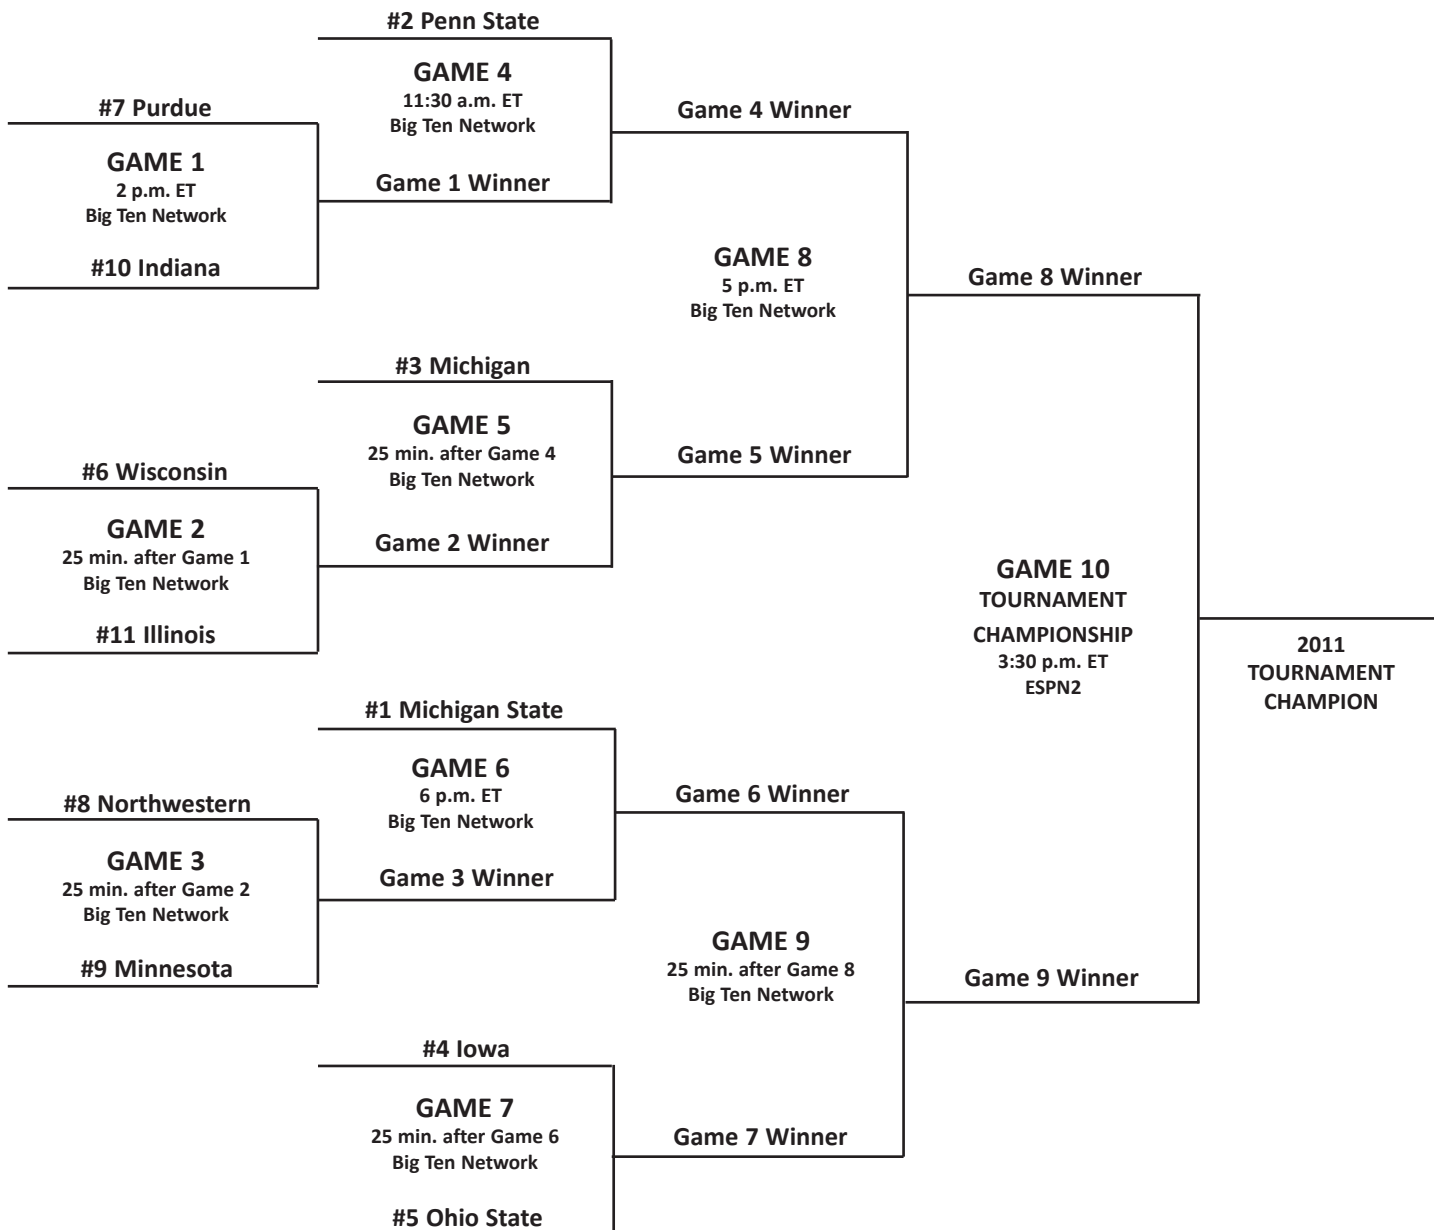 #2 Penn State
GAME 4
11:30 a.m. ET
Big Ten Network
Game 1 Winner
#7 Purdue
GAME 1
2 p.m. ET
Big Ten Network
#10 Indiana
Game 4 Winner
GAME 8
5 p.m. ET
Big Ten Network
Game 5 Winner
Game 8 Winner
#3 Michigan
GAME 5
25 min. after Game 4
Big Ten Network
Game 2 Winner
#6 Wisconsin
GAME 2
25 min. after Game 1
Big Ten Network
#11 Illinois
GAME 10
TOURNAMENT
CHAMPIONSHIP
3:30 p.m. ET
ESPN2
2011
TOURNAMENT
CHAMPION
#1 Michigan State
GAME 6
6 p.m. ET
Big Ten Network
Game 3 Winner
#8 Northwestern
GAME 3
25 min. after Game 2
Big Ten Network
#9 Minnesota
Game 6 Winner
GAME 9
25 min. after Game 8
Big Ten Network
Game 7 Winner
Game 9 Winner
#4 Iowa
GAME 7
25 min. after Game 6
Big Ten Network
#5 Ohio State